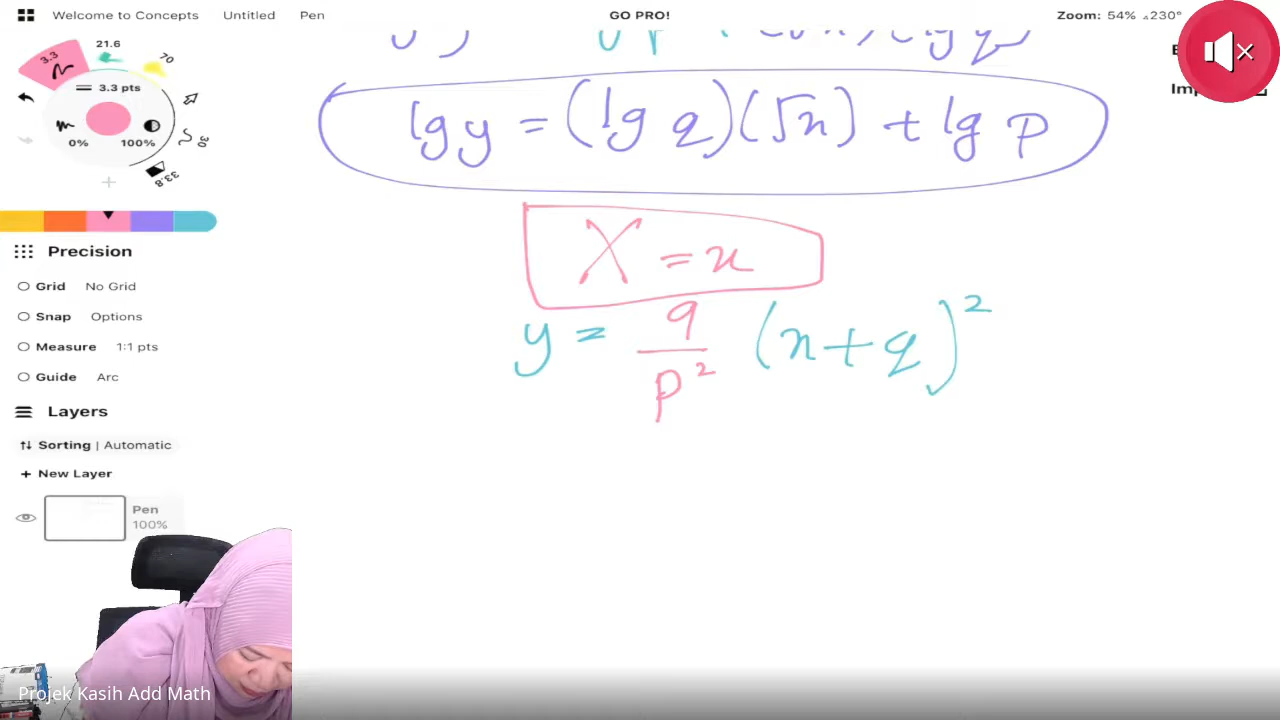 Welcome to Concepts Untitled Pen GO PRO! Zoom: 54% 230°
21.6
3.3
70
3.3 pts
0% 100%
30
33.8
lg y = (lg q)(√x) + lg p
X = x
y = 9/p² (x+q)²
Precision
Grid No Grid
Snap Options
Measure 1:1 pts
Guide Arc
Layers
Sorting | Automatic
+ New Layer
Pen
100%
Projek Kasih Add Math